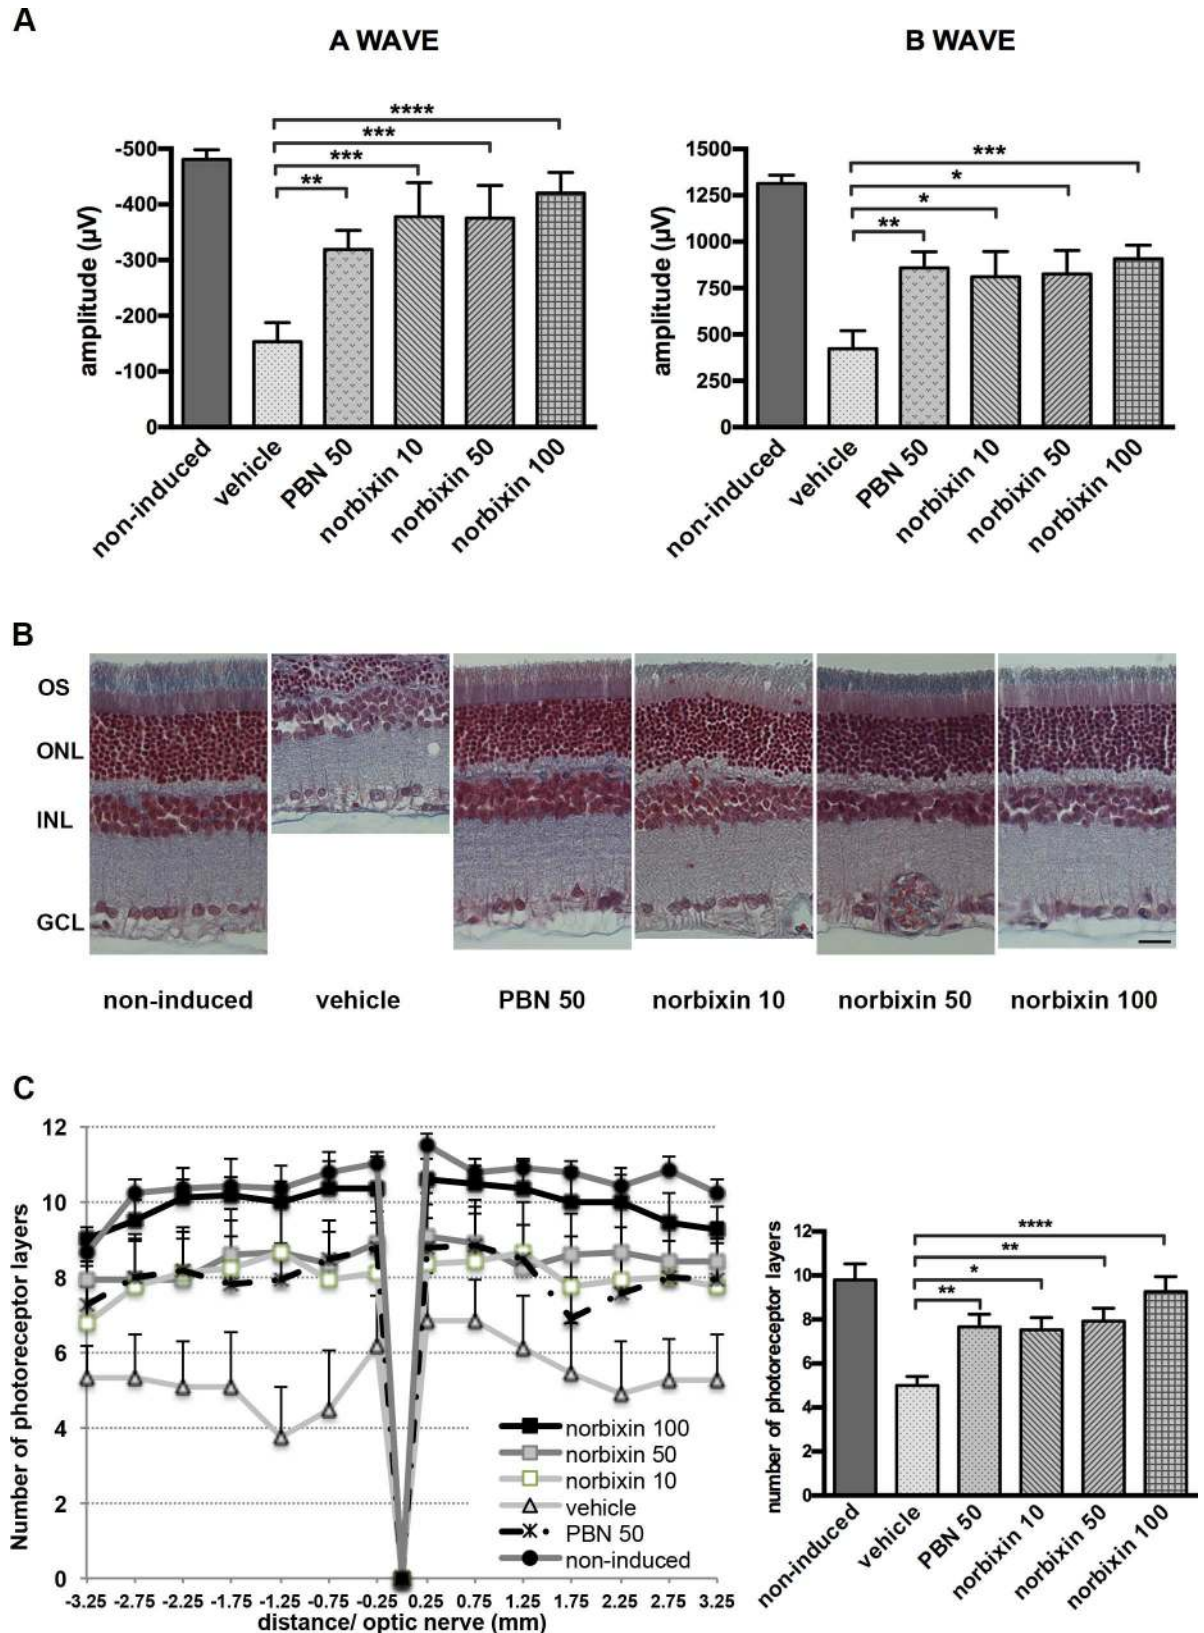 A
A WAVE
B WAVE
****
***
***
**
-500
-400
-300
-200
-100
0
amplitude (µV)
non-induced
vehicle
PBN 50
norbixin 10
norbixin 50
norbixin 100
***
*
*
**
1500
1250
1000
750
500
250
0
amplitude (µV)
non-induced
vehicle
PBN 50
norbixin 10
norbixin 50
norbixin 100
B
OS
ONL
INL
GCL
non-induced
vehicle
PBN 50
norbixin 10
norbixin 50
norbixin 100
C
12
10
8
6
4
2
0
Number of photoreceptor layers
norbixin 100
norbixin 50
norbixin 10
vehicle
PBN 50
non-induced
-3.25 -2.75 -2.25 -1.75 -1.25 -0.75 -0.25 0.25 0.75 1.25 1.75 2.25 2.75 3.25
distance/ optic nerve (mm)
****
**
*
**
12
10
8
6
4
2
0
number of photoreceptor layers
non-induced
vehicle
PBN 50
norbixin 10
norbixin 50
norbixin 100